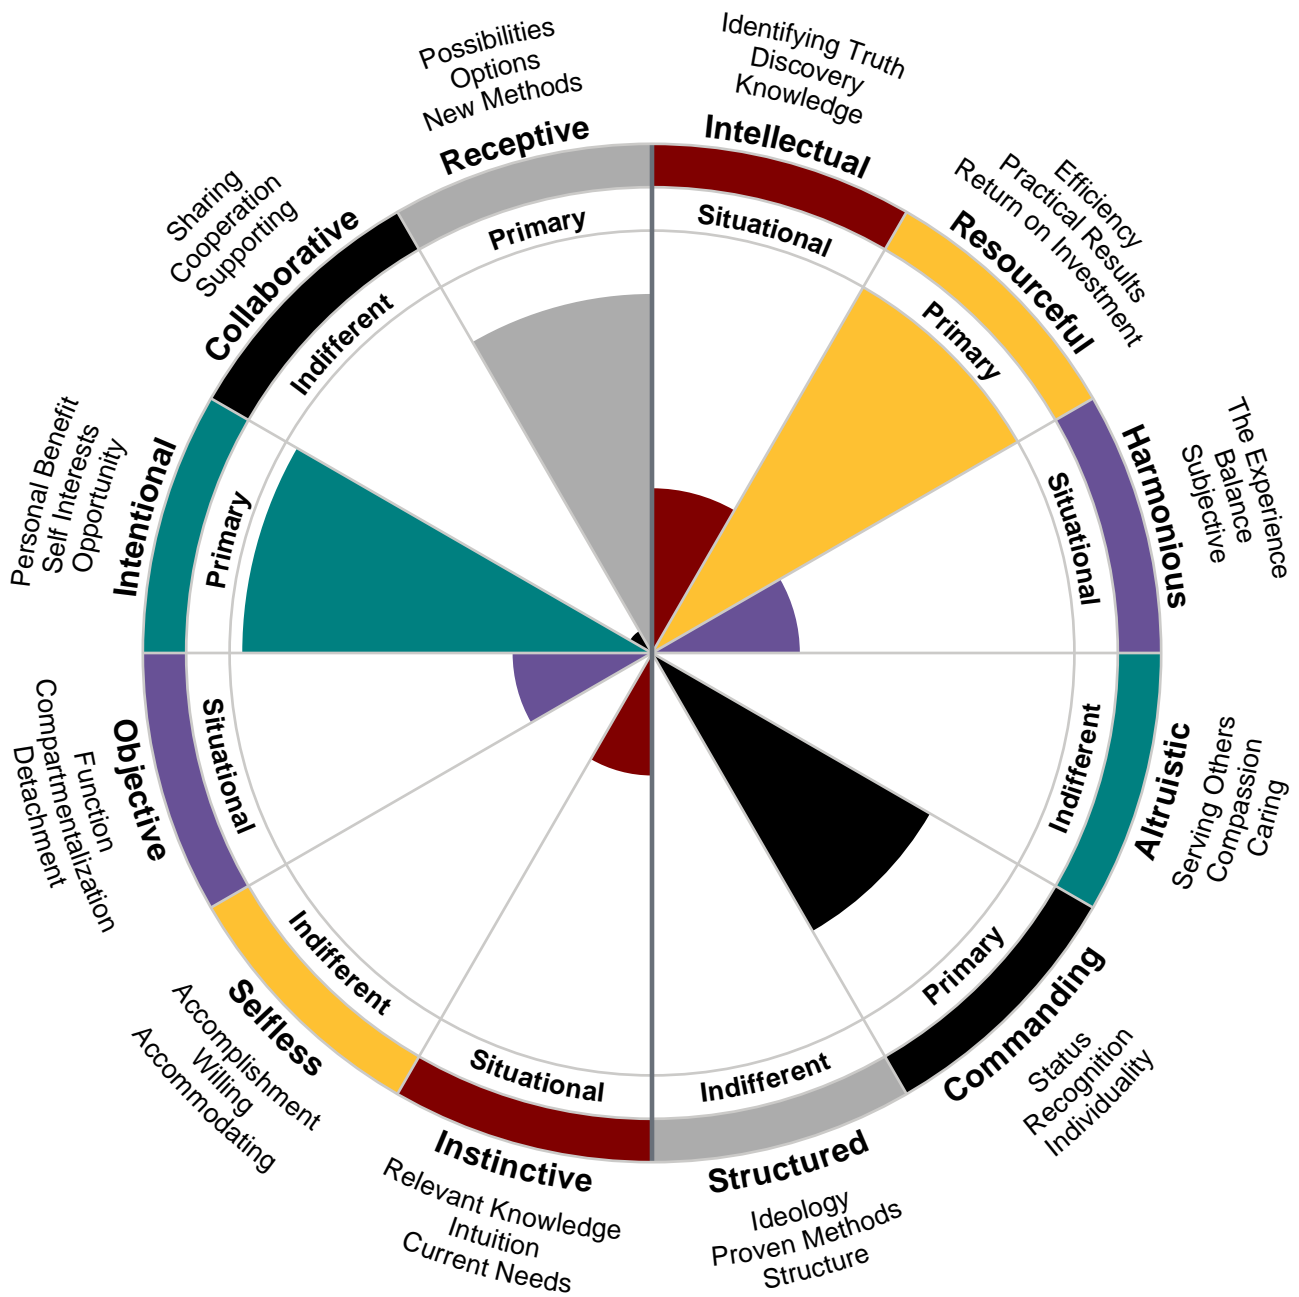 Identifying Truth
Discovery
Knowledge
Intellectual
Situational
Efficiency
Practical Results
Return on Investment
Resourceful
Primary
The Experience
Balance
Subjective
Harmonious
Situational
Altruistic
Indifferent
Serving Others
Compassion
Caring
Commanding
Primary
Status
Recognition
Individuality
Indifferent
Structured
Ideology
Proven Methods
Structure
Situational
Instinctive
Relevant Knowledge
Intuition
Current Needs
Indifferent
Selfless
Accomplishment
Willing
Accommodating
Situational
Objective
Function
Compartmentalization
Detachment
Personal Benefit
Self Interests
Opportunity
Intentional
Primary
Sharing
Cooperation
Supporting
Collaborative
Indifferent
Possibilities
Options
New Methods
Receptive
Primary